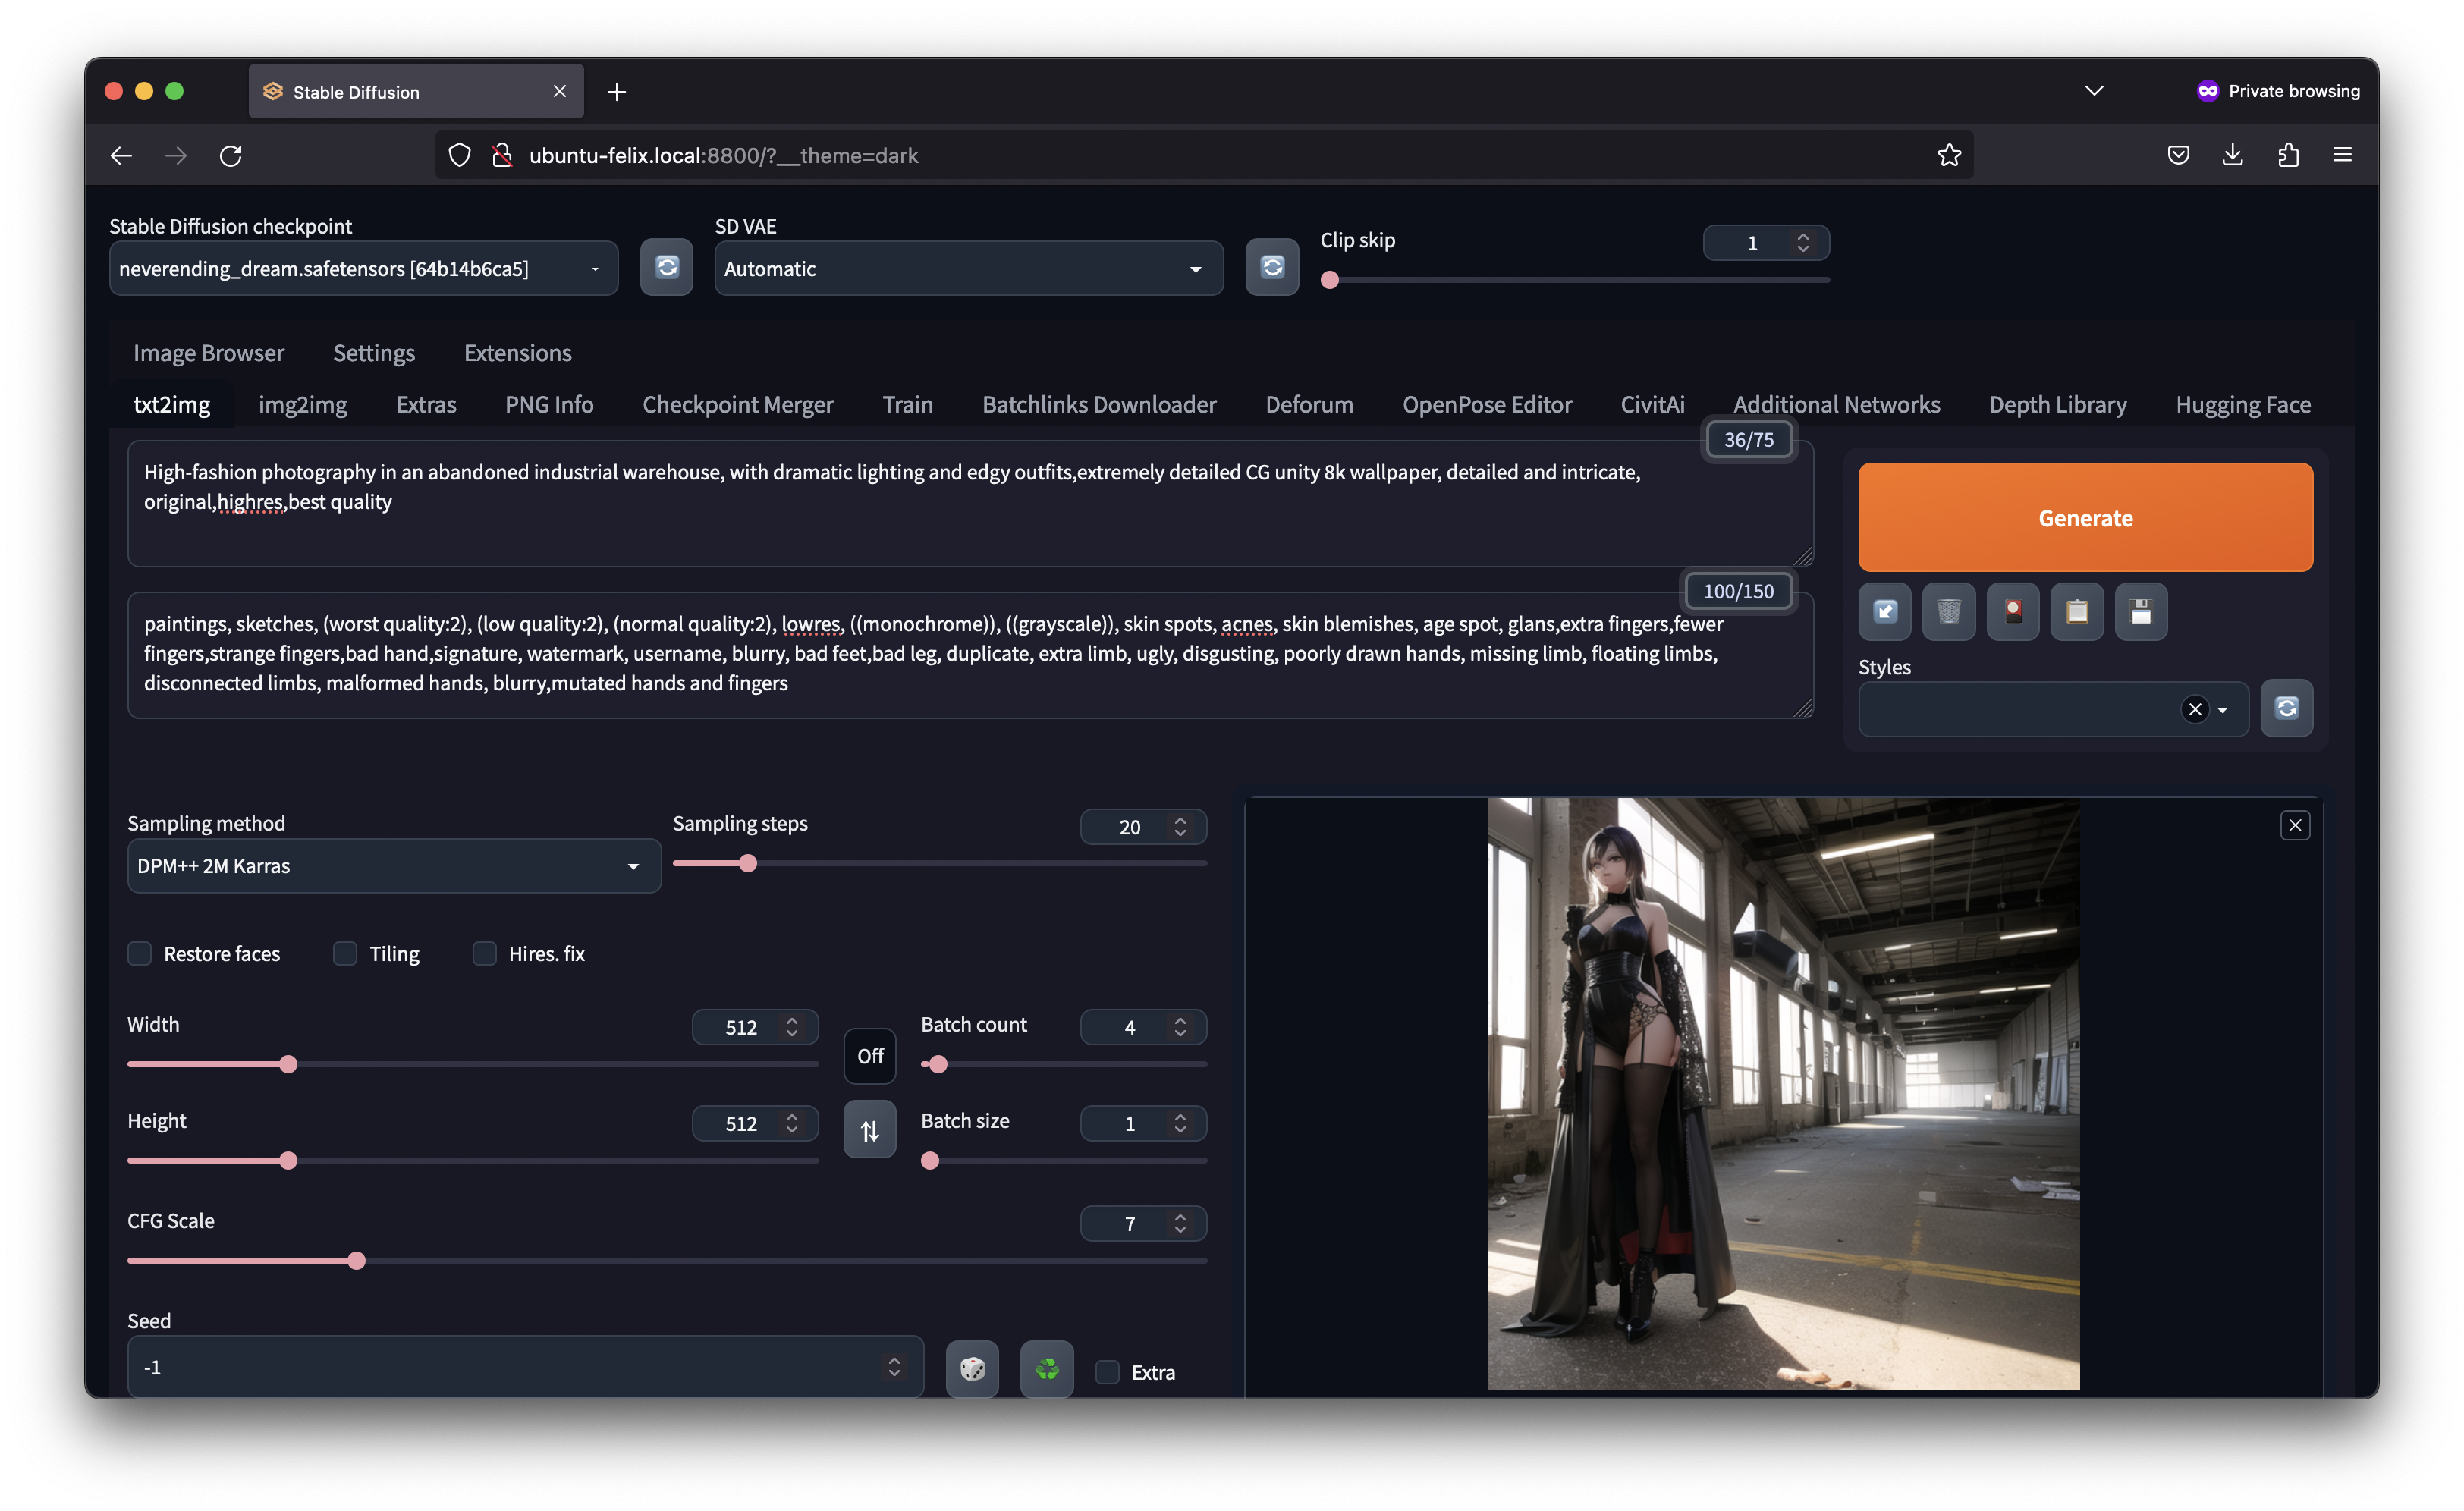 Stable Diffusion
Private browsing
ubuntu-felix.local:8800/?__theme=dark
Stable Diffusion checkpoint
neverending_dream.safetensors [64b14b6ca5]
SD VAE
Automatic
Clip skip
1
Image Browser Settings Extensions
txt2img img2img Extras PNG Info Checkpoint Merger Train Batchlinks Downloader Deforum OpenPose Editor CivitAi Additional Networks Depth Library Hugging Face
36/75
High-fashion photography in an abandoned industrial warehouse, with dramatic lighting and edgy outfits,extremely detailed CG unity 8k wallpaper, detailed and intricate,
original,highres,best quality
Generate
100/150
paintings, sketches, (worst quality:2), (low quality:2), (normal quality:2), lowres, ((monochrome)), ((grayscale)), skin spots, acnes, skin blemishes, age spot, glans,extra fingers,fewer
fingers,strange fingers,bad hand,signature, watermark, username, blurry, bad feet,bad leg, duplicate, extra limb, ugly, disgusting, poorly drawn hands, missing limb, floating limbs,
disconnected limbs, malformed hands, blurry,mutated hands and fingers
Styles
Sampling method
DPM++ 2M Karras
Sampling steps
20
Restore faces Tiling Hires. fix
Width
512
Off
Batch count
4
Height
512
Batch size
1
CFG Scale
7
Seed
-1
Extra